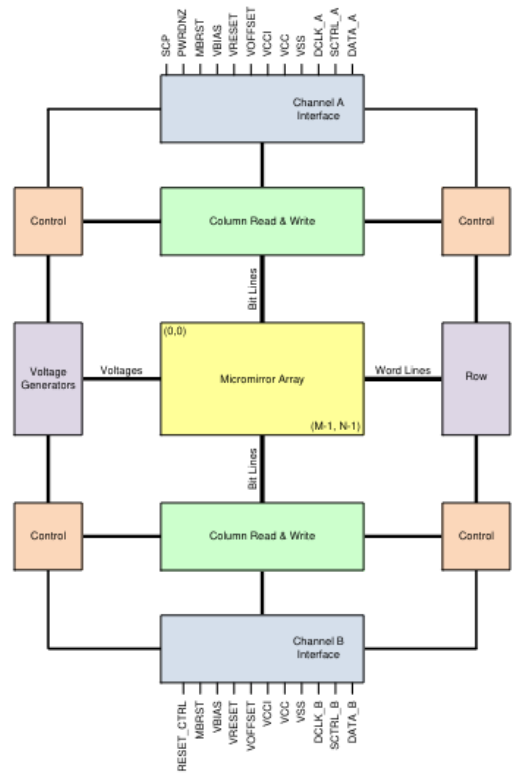 SCP
PWRDNZ
MBRST
VBIAS
VRESET
VOFFSET
VCCI
VCC
VSS
DCLK_A
SCTRL_A
DATA_A
Channel A
Interface
Control
Column Read & Write
Control
Bit Lines
(0,0)
Voltage
Generators
Voltages
Micromirror Array
Word Lines
Row
(M-1, N-1)
Bit Lines
Control
Column Read & Write
Control
Channel B
Interface
RESET_CTRL
MBRST
VBIAS
VRESET
VOFFSET
VCCI
VCC
VSS
DCLK_B
SCTRL_B
DATA_B